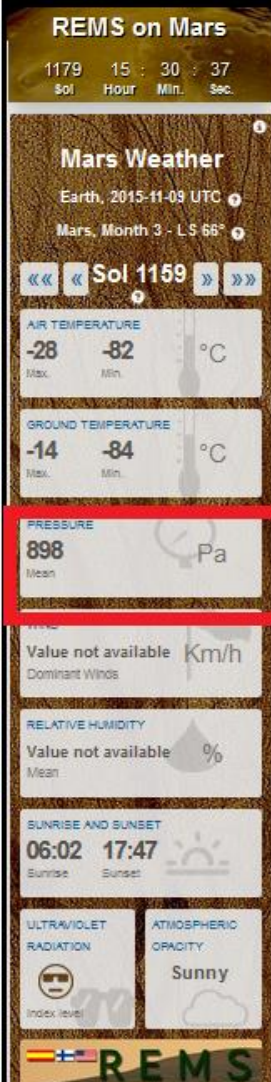 REMS on Mars
1179 15 : 30 : 37
Sol Hour Min. Sec.
Mars Weather
Earth, 2015-11-09 UTC ?
Mars, Month 3 - LS 66° ?
«« « Sol 1159 » »»
?
AIR TEMPERATURE
-28 -82 °C
Max. Min.
GROUND TEMPERATURE
-14 -84 °C
Max. Min.
PRESSURE
898 Pa
Mean
Value not available Km/h
Dominant Winds
RELATIVE HUMIDITY
Value not available %
Mean
SUNRISE AND SUNSET
06:02 17:47
Sunrise Sunset
ULTRAVIOLET RADIATION
Index level
ATMOSPHERIC OPACITY
Sunny
REMS